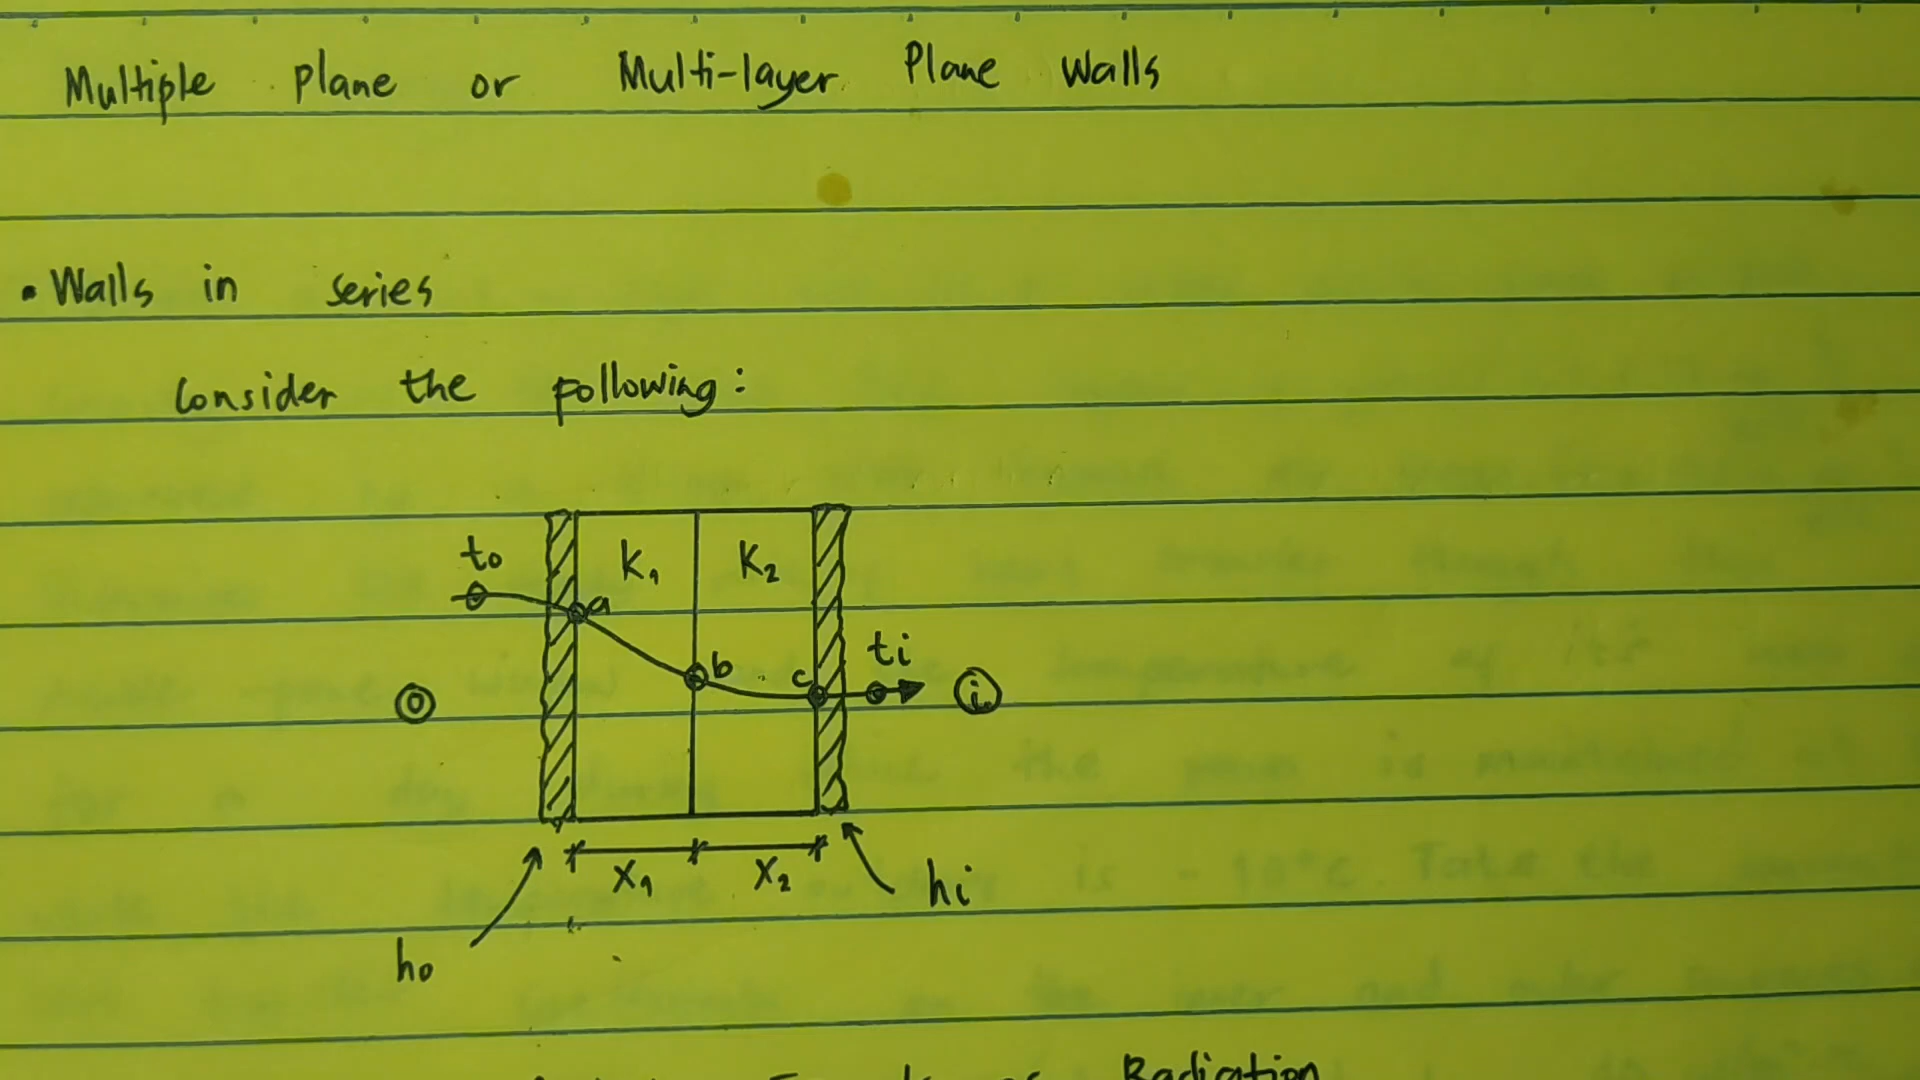 Multiple plane or Multi-layer Plane Walls
• Walls in series
Consider the following:
to
K1
K2
a
b
c
ti
o
i
x1
x2
ho
hi
Radiation